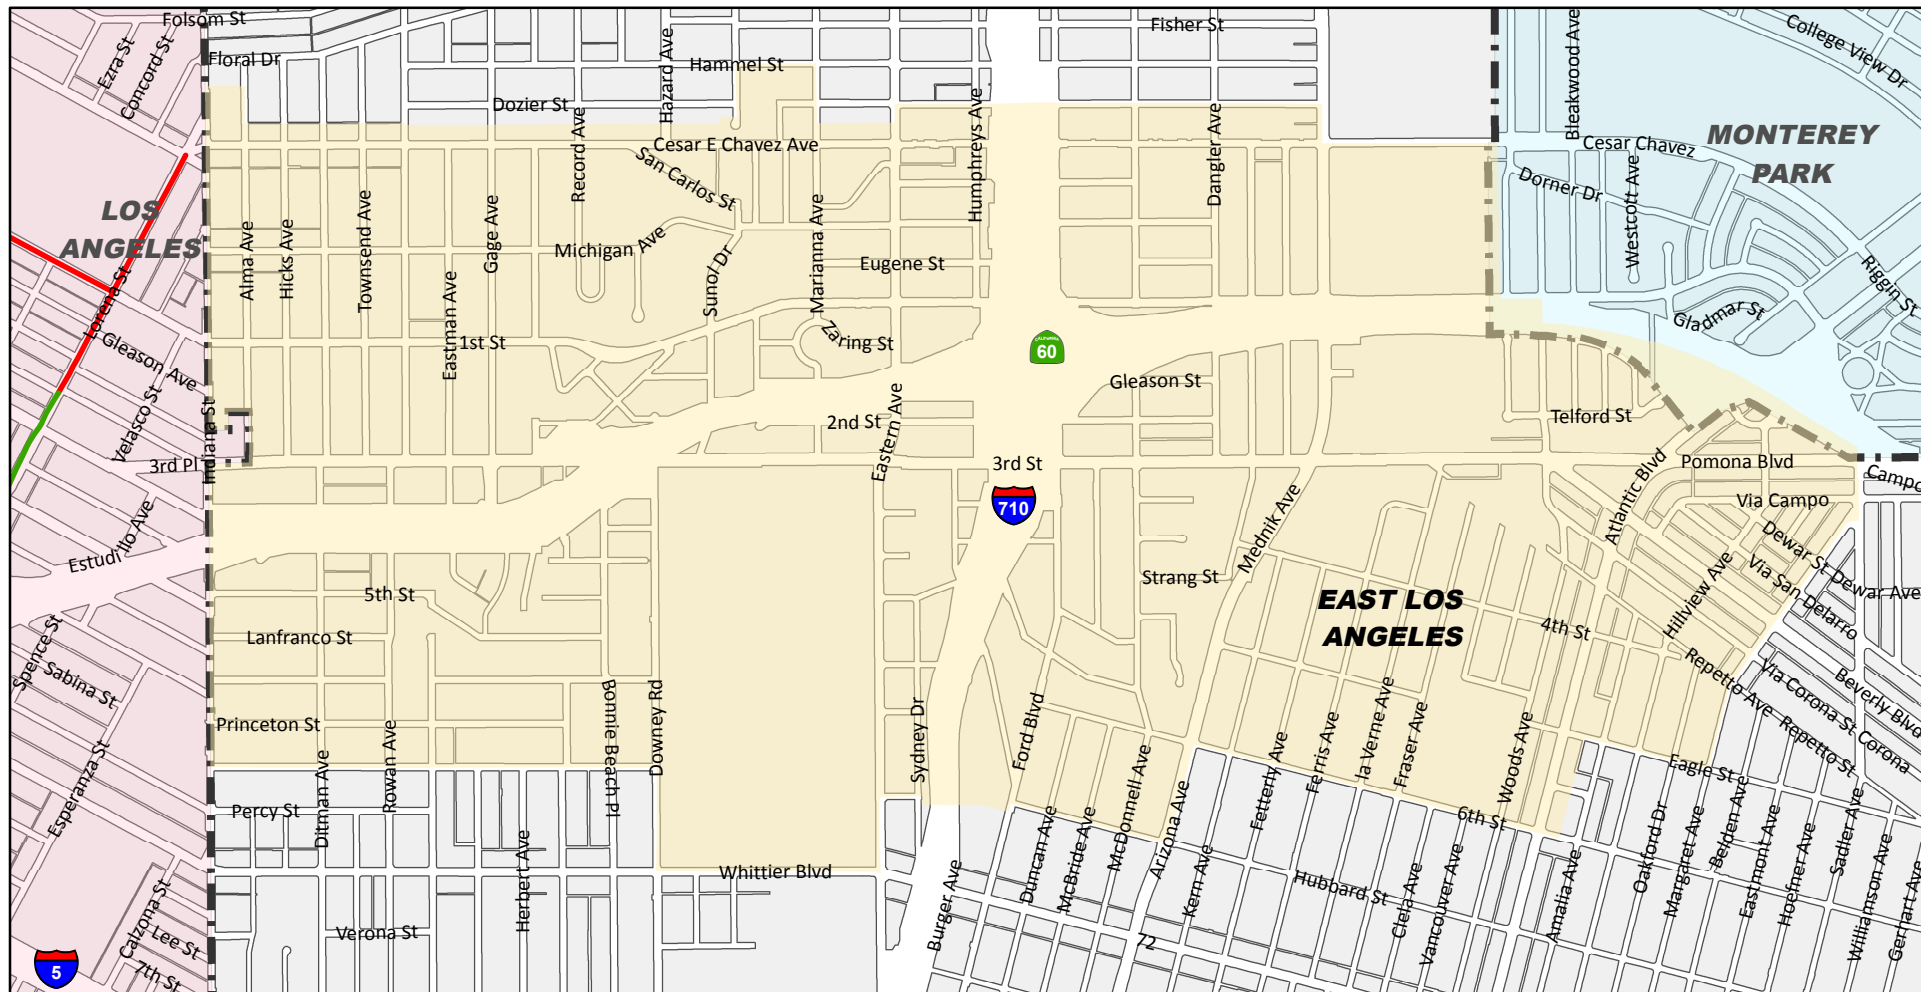 Folsom St
Ezra St
Concord St
Floral Dr
Hazard Ave
Hammel St
Fisher St
Bleakwood Ave
College View Dr
Dozier St
Record Ave
Cesar E Chavez Ave
Humphreys Ave
Dangler Ave
Cesar Chavez
MONTEREY
PARK
San Carlos St
Dorner Dr
Westcott Ave
LOS
ANGELES
Alma Ave
Hicks Ave
Townsend Ave
Gage Ave
Michigan Ave
Sunol Dr
Marianna Ave
Eugene St
Riggin St
Lorena St
Eastman Ave
Gladmar St
Gleason Ave
1st St
Zaring St
CALIFORNIA
60
Gleason St
Velasco St
Indiana St
2nd St
Eastern Ave
Telford St
3rd Pl
3rd St
Atlantic Blvd
Pomona Blvd
Campo
710
Mednik Ave
Via Campo
Estudillo Ave
Dewar St
Dewar Ave
Strang St
Via San Delarro
Hillview Ave
5th St
EAST LOS
ANGELES
4th St
Lanfranco St
Spence St
Sabina St
Repetto Ave
Via Corona St
Beverly Blvd
Corona
Princeton St
Rowan Ave
Bonnie Beach Pl
Downey Rd
Sydney Dr
Ford Blvd
la Verne Ave
Fraser Ave
Ferris Ave
Fetterly Ave
Woods Ave
Repetto St
Eagle St
Esperanza St
Percy St
Ditman Ave
6th St
Duncan Ave
McBride Ave
McDonnell Ave
Arizona Ave
Kern Ave
Oakford Dr
Margaret Ave
Belden Ave
Eastmont Ave
Hoefner Ave
Sadler Ave
Williamson Ave
Gerhart Ave
Whittier Blvd
Herbert Ave
Burger Ave
Hubbard St
Clela Ave
Vancouver Ave
Amalia Ave
Calzona St
Lee St
7th St
Verona St
72
5